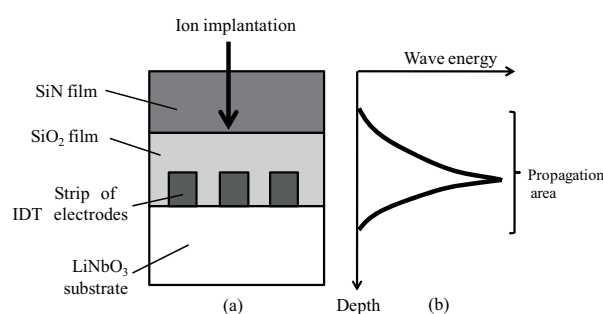 Ion implantation
SiN film
SiO₂ film
Strip of
IDT electrodes
LiNbO₃
substrate
(a)
Wave energy
Propagation
area
Depth
(b)